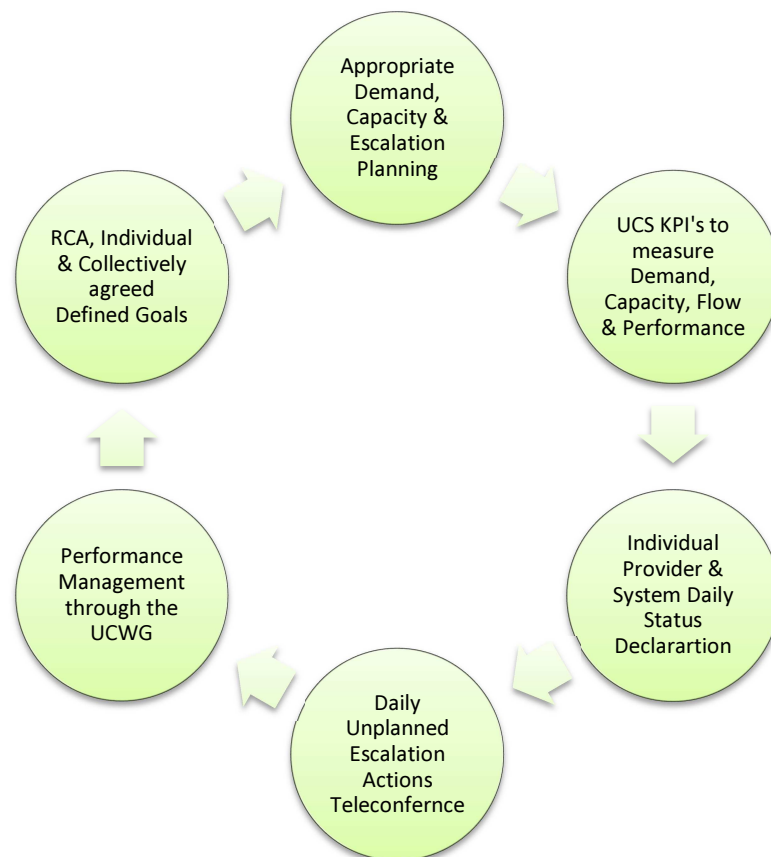 Appropriate
Demand,
Capacity &
Escalation
Planning
UCS KPI's to
measure
Demand,
Capacity, Flow
& Performance
Individual
Provider &
System Daily
Status
Declarartion
Daily
Unplanned
Escalation
Actions
Teleconfernce
Performance
Management
through the
UCWG
RCA, Individual
& Collectively
agreed
Defined Goals